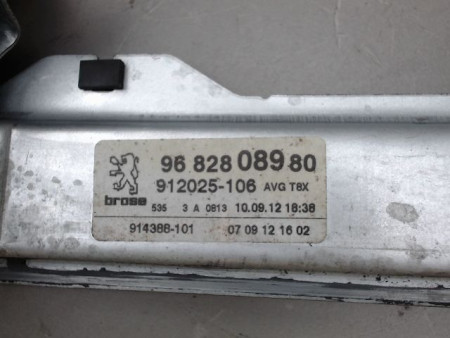 96 828 089 80
912025-106 AVG T8X
brose 535 3 A 0813 10.09.12 18:38
914388-101 07 09 12 16 02